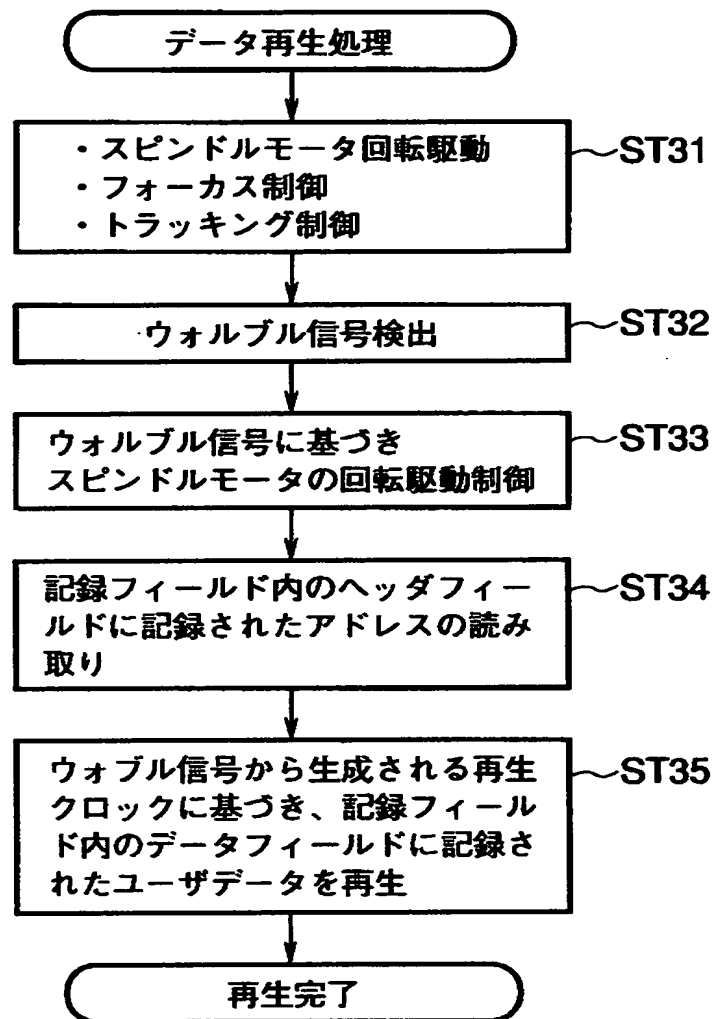 データ再生処理
・スピンドルモータ回転駆動
・フォーカス制御
・トラッキング制御
ST31
ウォルブル信号検出
ST32
ウォルブル信号に基づき
スピンドルモータの回転駆動制御
ST33
記録フィールド内のヘッダフィー
ルドに記録されたアドレスの読み
取り
ST34
ウォブル信号から生成される再生
クロックに基づき、記録フィール
ド内のデータフィールドに記録さ
れたユーザデータを再生
ST35
再生完了